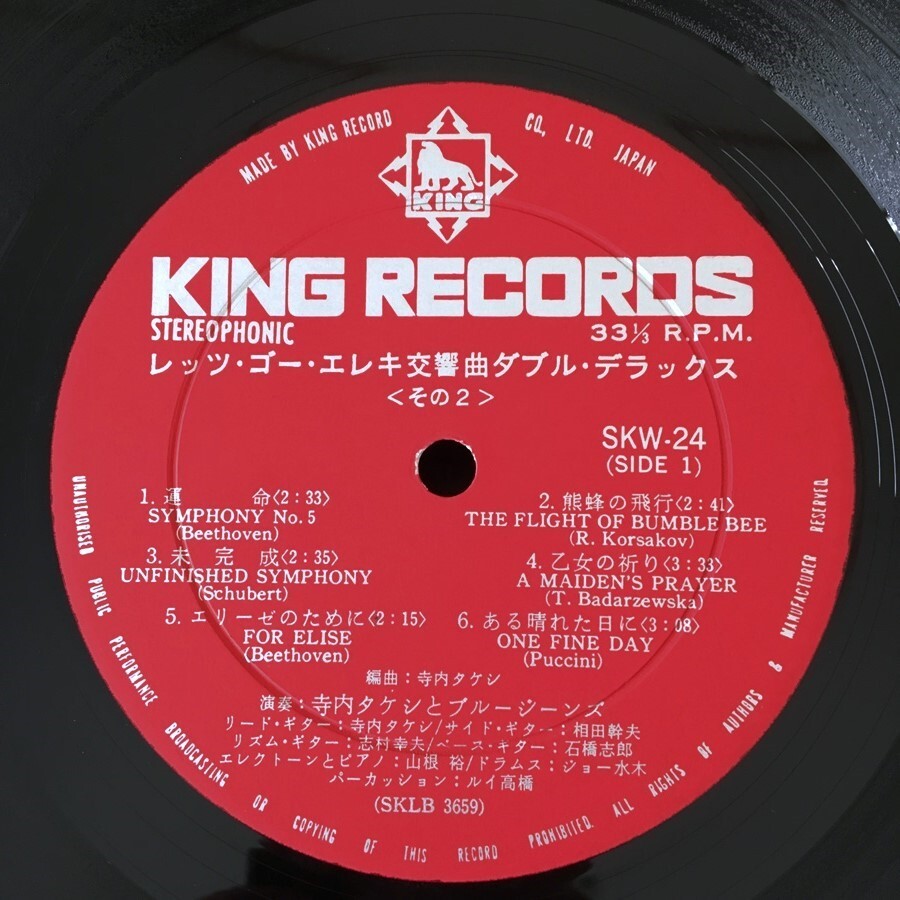 MADE BY KING RECORD CO., LTD. JAPAN
KING
KING RECORDS
STEREOPHONIC 33⅓ R.P.M.
レッツ・ゴー・エレキ交響曲ダブル・デラックス
<その2>
SKW-24
(SIDE 1)
1. 運 命<2:33>
SYMPHONY No. 5
(Beethoven)
2. 熊蜂の飛行<2:41>
THE FLIGHT OF BUMBLE BEE
(R. Korsakov)
3. 未 完 成<2:35>
UNFINISHED SYMPHONY
(Schubert)
4. 乙女の祈り<3:33>
A MAIDEN'S PRAYER
(T. Badarzewska)
5. エリーゼのために<2:15>
FOR ELISE
(Beethoven)
6. ある晴れた日に<3:08>
ONE FINE DAY
(Puccini)
編曲:寺内タケシ
演奏:寺内タケシとブルージーンズ
リード・ギター:寺内タケシ/サイド・ギター:相田幹夫
リズム・ギター:志村幸夫/ベース・ギター:石橋志郎
エレクトーンとピアノ:山根 裕/ドラムス:ジョー水木
パーカッション:ルイ高橋
(SKLB 3659)
UNAUTHORISED PUBLIC PERFORMANCE BROADCASTING OR COPYING OF THIS RECORD PROHIBITED. ALL RIGHTS OF AUTHORS & MANUFACTURER RESERVED.